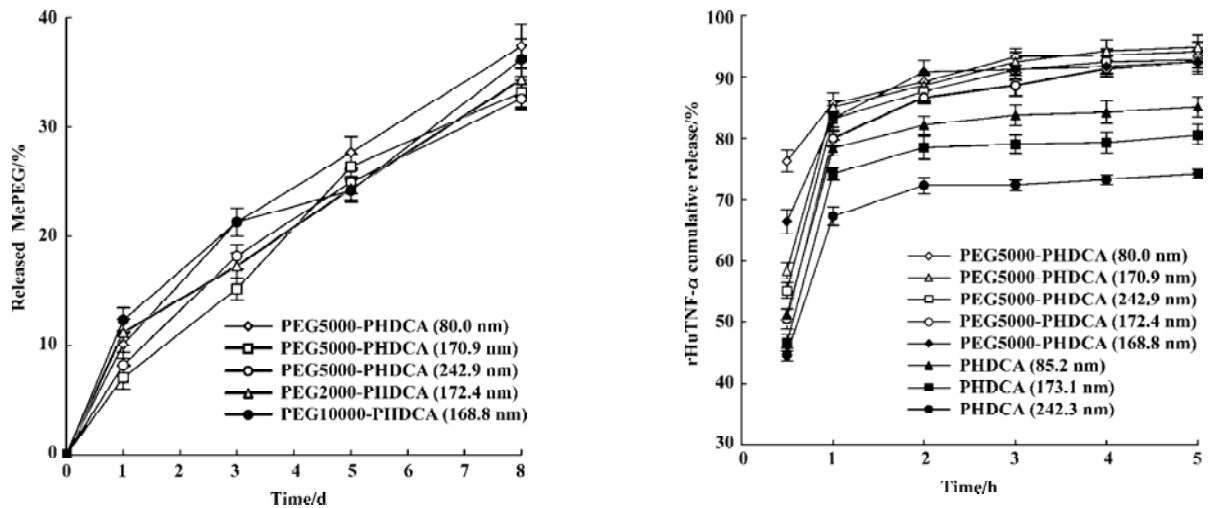 Released MePEG/%
40
30
20
10
0
0 1 2 3 4 5 6 7 8
Time/d
PEG5000-PHDCA (80.0 nm)
PEG5000-PHDCA (170.9 nm)
PEG5000-PHDCA (242.9 nm)
PEG2000-PHDCA (172.4 nm)
PEG10000-PHDCA (168.8 nm)
rHuTNF-α cumulative release/%
100
90
80
70
60
50
40
30
0 1 2 3 4 5
Time/h
PEG5000-PHDCA (80.0 nm)
PEG5000-PHDCA (170.9 nm)
PEG5000-PHDCA (242.9 nm)
PEG5000-PHDCA (172.4 nm)
PEG5000-PHDCA (168.8 nm)
PHDCA (85.2 nm)
PHDCA (173.1 nm)
PHDCA (242.3 nm)